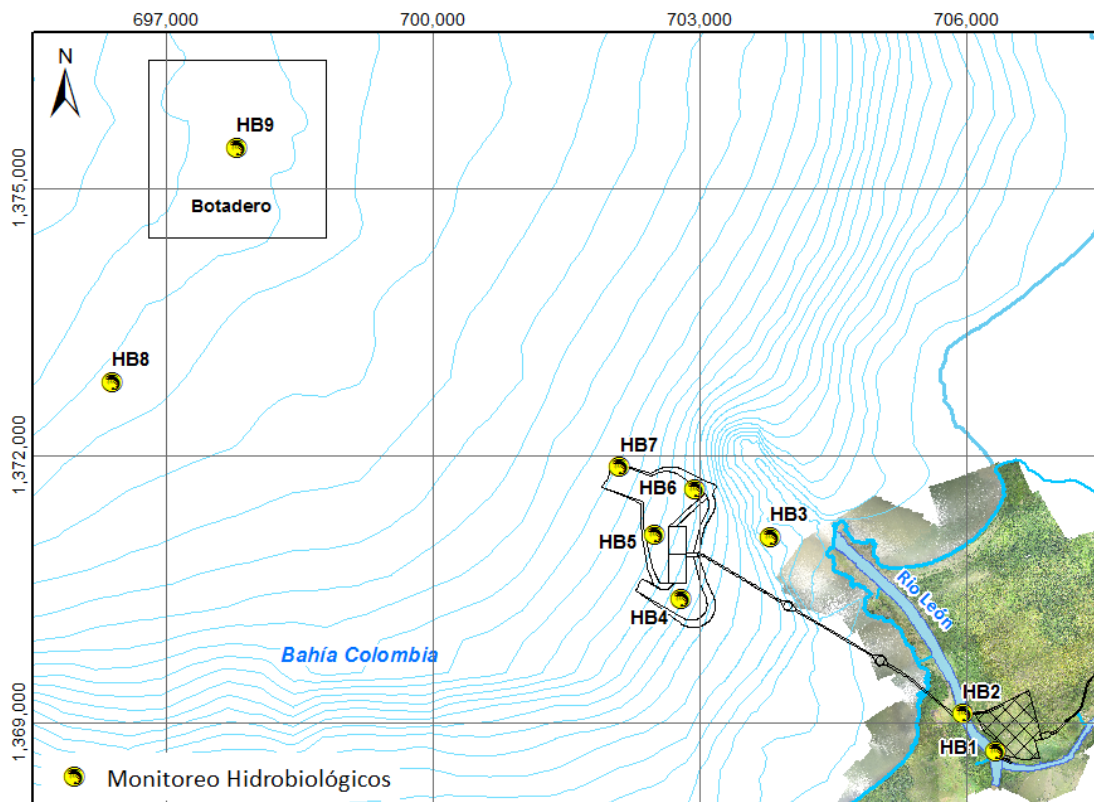 697,000
700,000
703,000
706,000
N
HB9
1.375,000
Botadero
HB8
1.372,000
HB7
HB6
HB3
HB5
Río León
HB4
Bahía Colombia
HB2
1.369,000
HB1
Monitoreo Hidrobiológicos